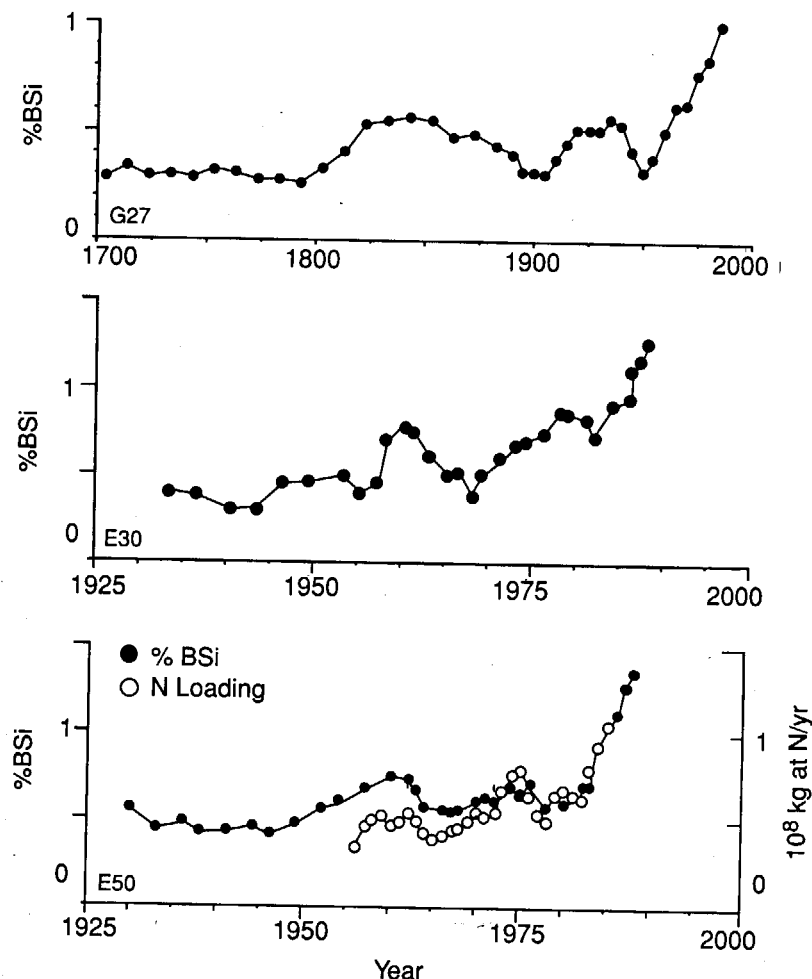 1
%BSi
0
G27
1700 1800 1900 2000
1
%BSi
0
E30
1925 1950 1975 2000
% BSi
N Loading
1
%BSi
0
E50
1
10⁸ kg at N/yr
0
1925 1950 1975 2000
Year